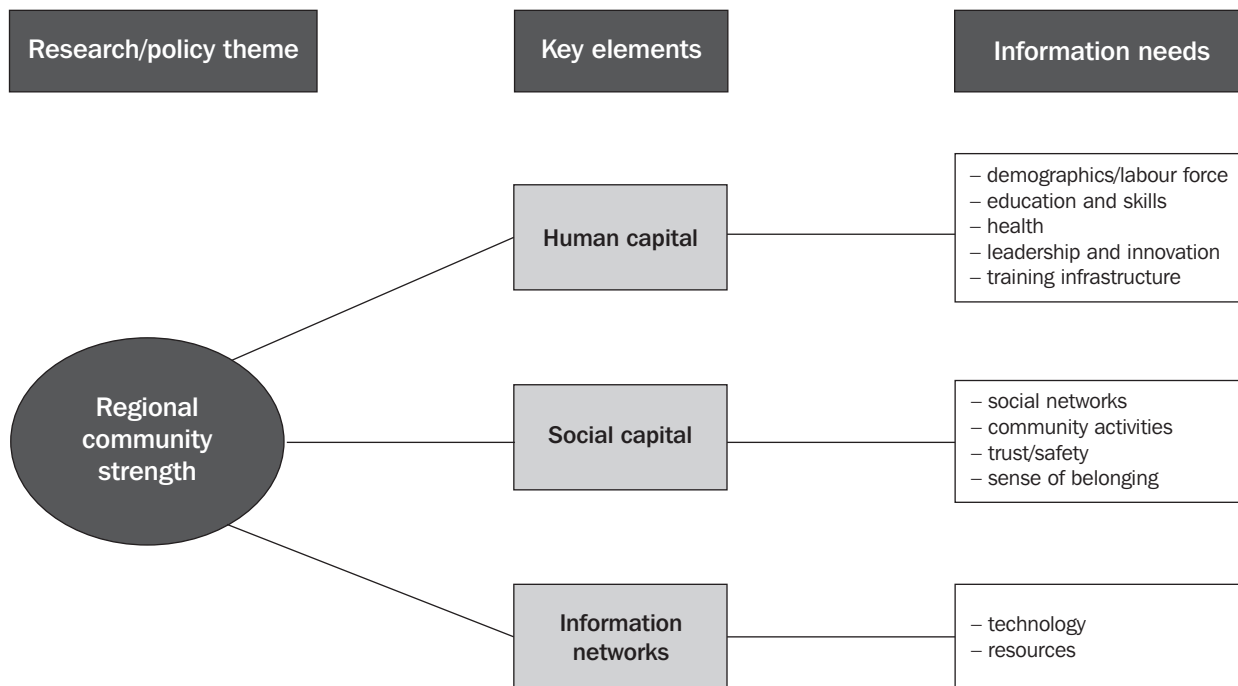 Research/policy theme
Key elements
Information needs
Human capital
– demographics/labour force
– education and skills
– health
– leadership and innovation
– training infrastructure
Regional
community
strength
Social capital
– social networks
– community activities
– trust/safety
– sense of belonging
Information
networks
– technology
– resources